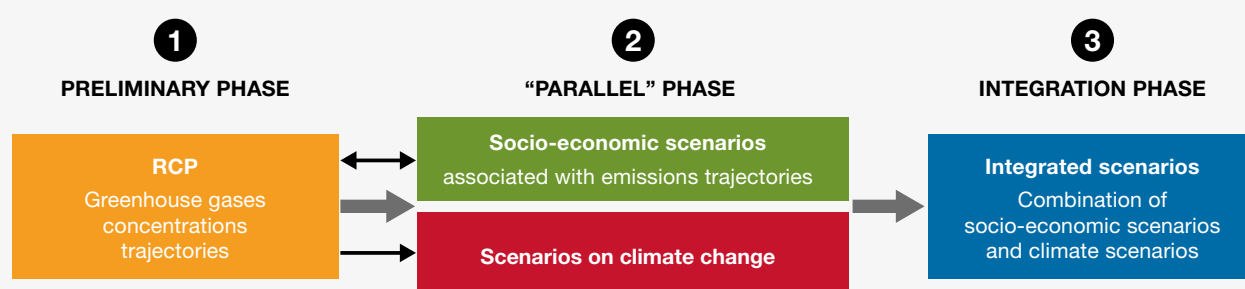 1
PRELIMINARY PHASE
RCP
Greenhouse gases
concentrations
trajectories
2
“PARALLEL” PHASE
Socio-economic scenarios
associated with emissions trajectories
Scenarios on climate change
3
INTEGRATION PHASE
Integrated scenarios
Combination of
socio-economic scenarios
and climate scenarios